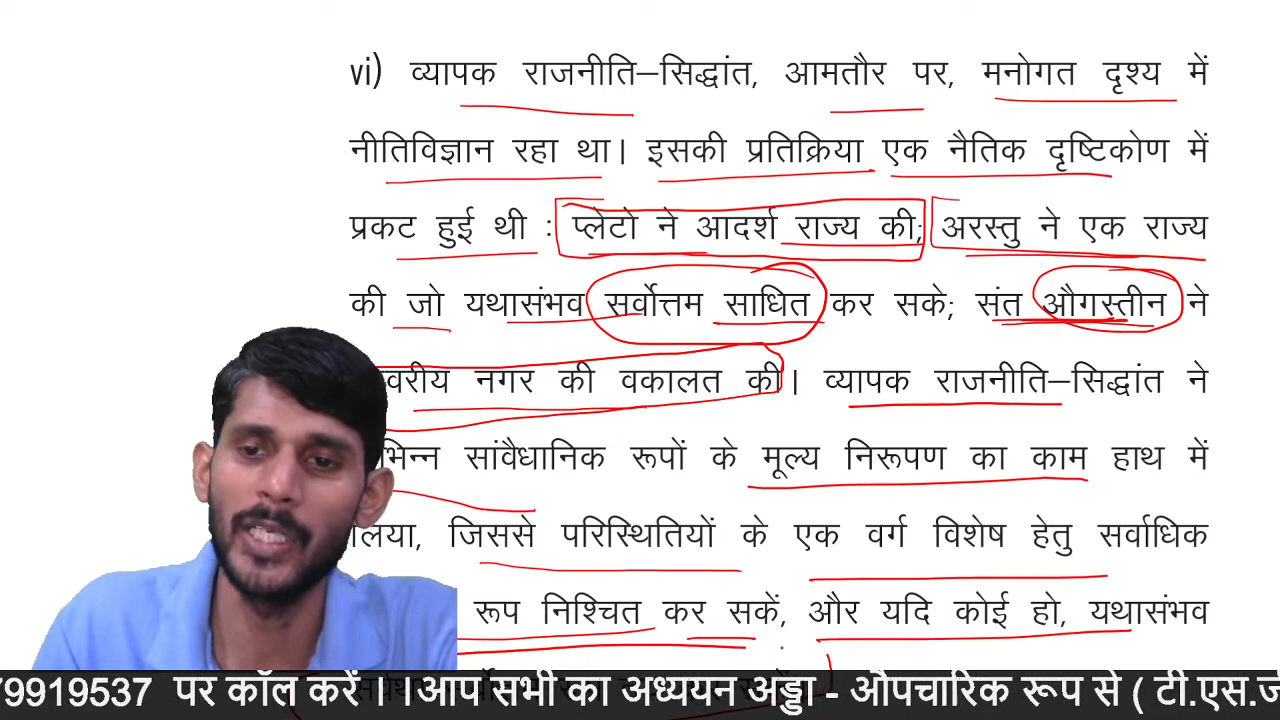 vi) व्यापक राजनीति–सिद्धांत, आमतौर पर, मनोगत दृश्य में
नीतिविज्ञान रहा था। इसकी प्रतिक्रिया एक नैतिक दृष्टिकोण में
प्रकट हुई थी : प्लेटो ने आदर्श राज्य की; अरस्तु ने एक राज्य
की जो यथासंभव सर्वोत्तम साधित कर सके; संत औगस्तीन ने
नगर की वकालत की। व्यापक राजनीति–सिद्धांत ने
सांवैधानिक रूपों के मूल्य निरूपण का काम हाथ में
लिया, जिससे परिस्थितियों के एक वर्ग विशेष हेतु सर्वाधिक
रूप निश्चित कर सकें, और यदि कोई हो, यथासंभव
79919537 पर कॉल करें। । आप सभी का अध्ययन अड्डा - औपचारिक रूप से ( टी.एस.ज